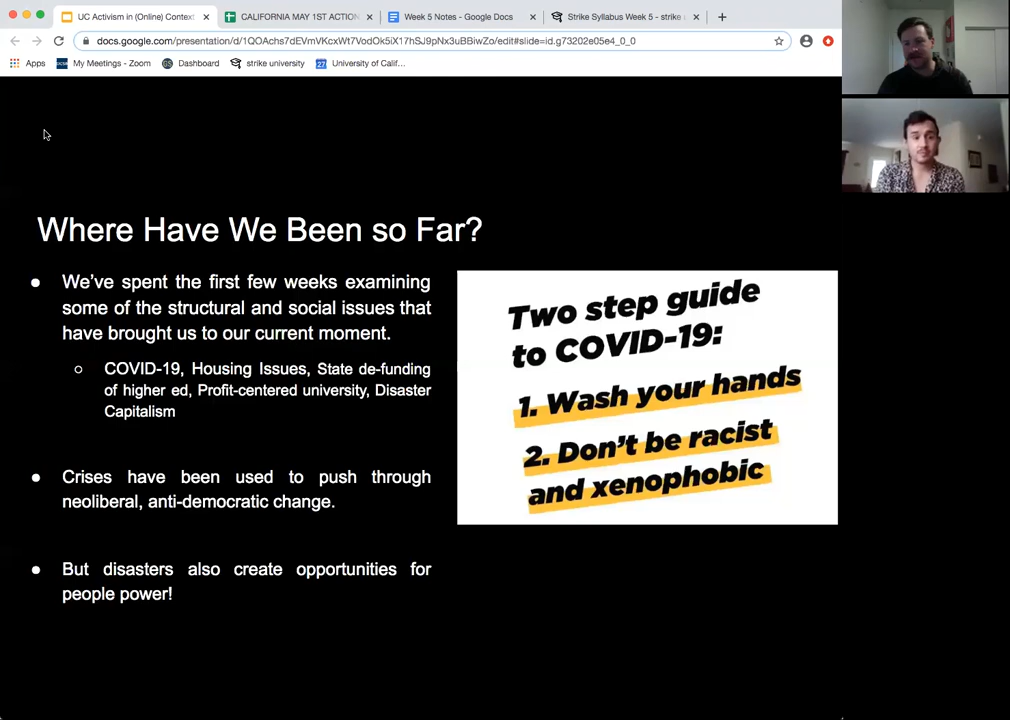 UC Activism in (Online) Context
CALIFORNIA MAY 1ST ACTION
Week 5 Notes - Google Docs
Strike Syllabus Week 5 - strike
docs.google.com/presentation/d/1QOAchs7dEVmVKcxWt7VodOk5iX17hSJ9pNx3uBBiwZo/edit#slide=id.g73202e05e4_0_0
Apps
My Meetings - Zoom
Dashboard
strike university
27
University of Calif...
Where Have We Been so Far?
● We've spent the first few weeks examining
some of the structural and social issues that
have brought us to our current moment.
○ COVID-19, Housing Issues, State de-funding
of higher ed, Profit-centered university, Disaster
Capitalism
● Crises have been used to push through
neoliberal, anti-democratic change.
● But disasters also create opportunities for
people power!
Two step guide
to COVID-19:
1. Wash your hands
2. Don't be racist
and xenophobic